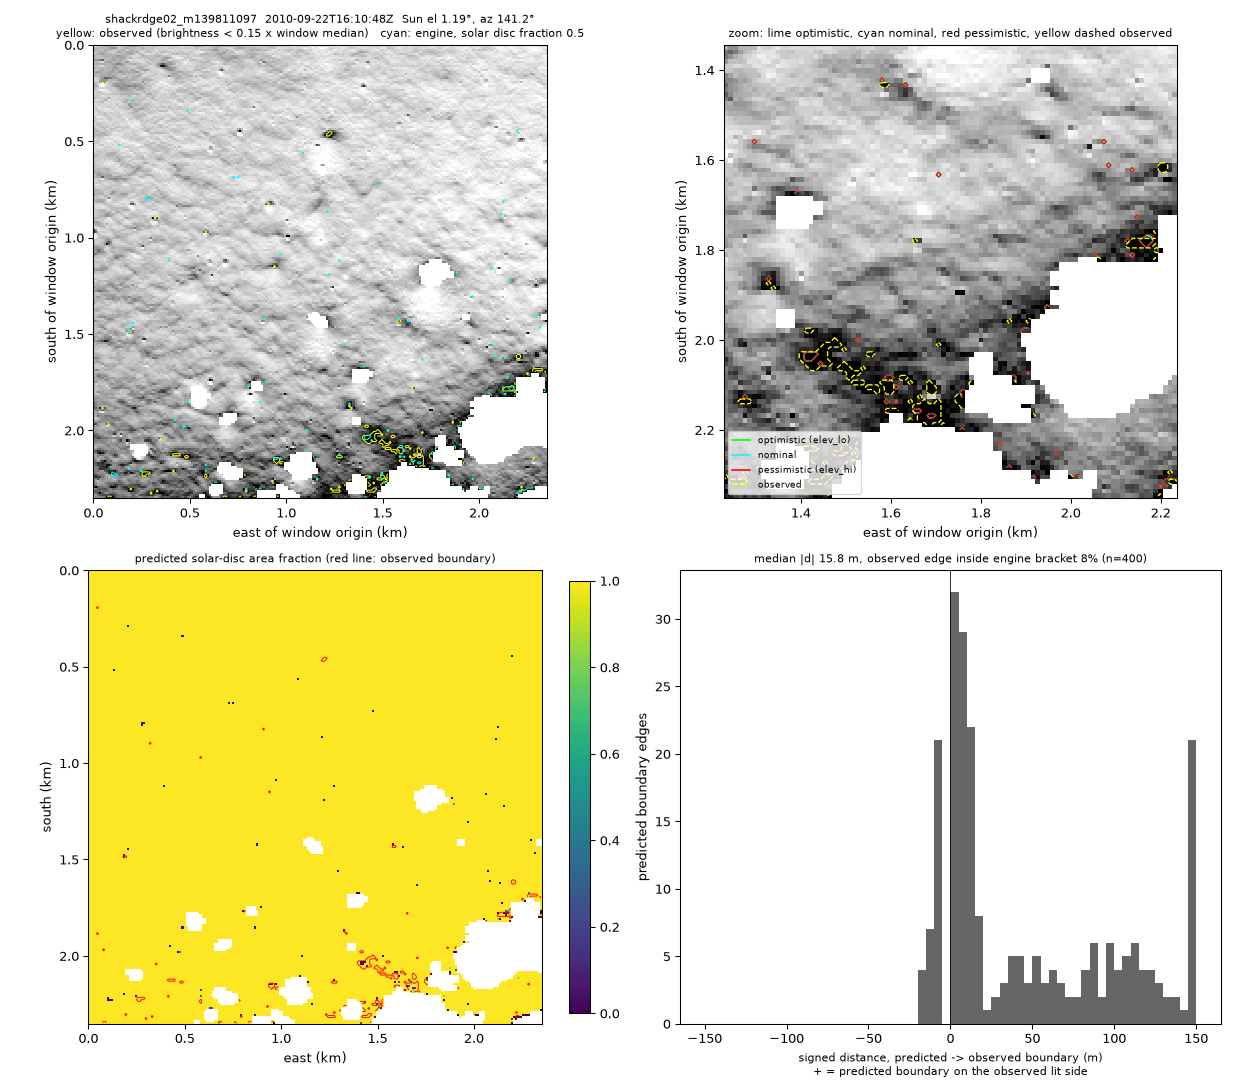 shackrdge02_m139811097  2010-09-22T16:10:48Z  Sun el 1.19°, az 141.2°
yellow: observed (brightness < 0.15 x window median)   cyan: engine, solar disc fraction 0.5
0.0
0.5
1.0
1.5
2.0
south of window origin (km)
0.0 0.5 1.0 1.5 2.0
east of window origin (km)
zoom: lime optimistic, cyan nominal, red pessimistic, yellow dashed observed
1.4
1.6
1.8
2.0
2.2
south of window origin (km)
optimistic (elev_lo)
nominal
pessimistic (elev_hi)
observed
1.4 1.6 1.8 2.0 2.2
east of window origin (km)
predicted solar-disc area fraction (red line: observed boundary)
0.0
0.5
1.0
1.5
2.0
south (km)
0.0 0.5 1.0 1.5 2.0
east (km)
1.0
0.8
0.6
0.4
0.2
0.0
median |d| 15.8 m, observed edge inside engine bracket 8% (n=400)
30
25
20
15
10
5
0
predicted boundary edges
−150 −100 −50 0 50 100 150
signed distance, predicted -> observed boundary (m)
+ = predicted boundary on the observed lit side